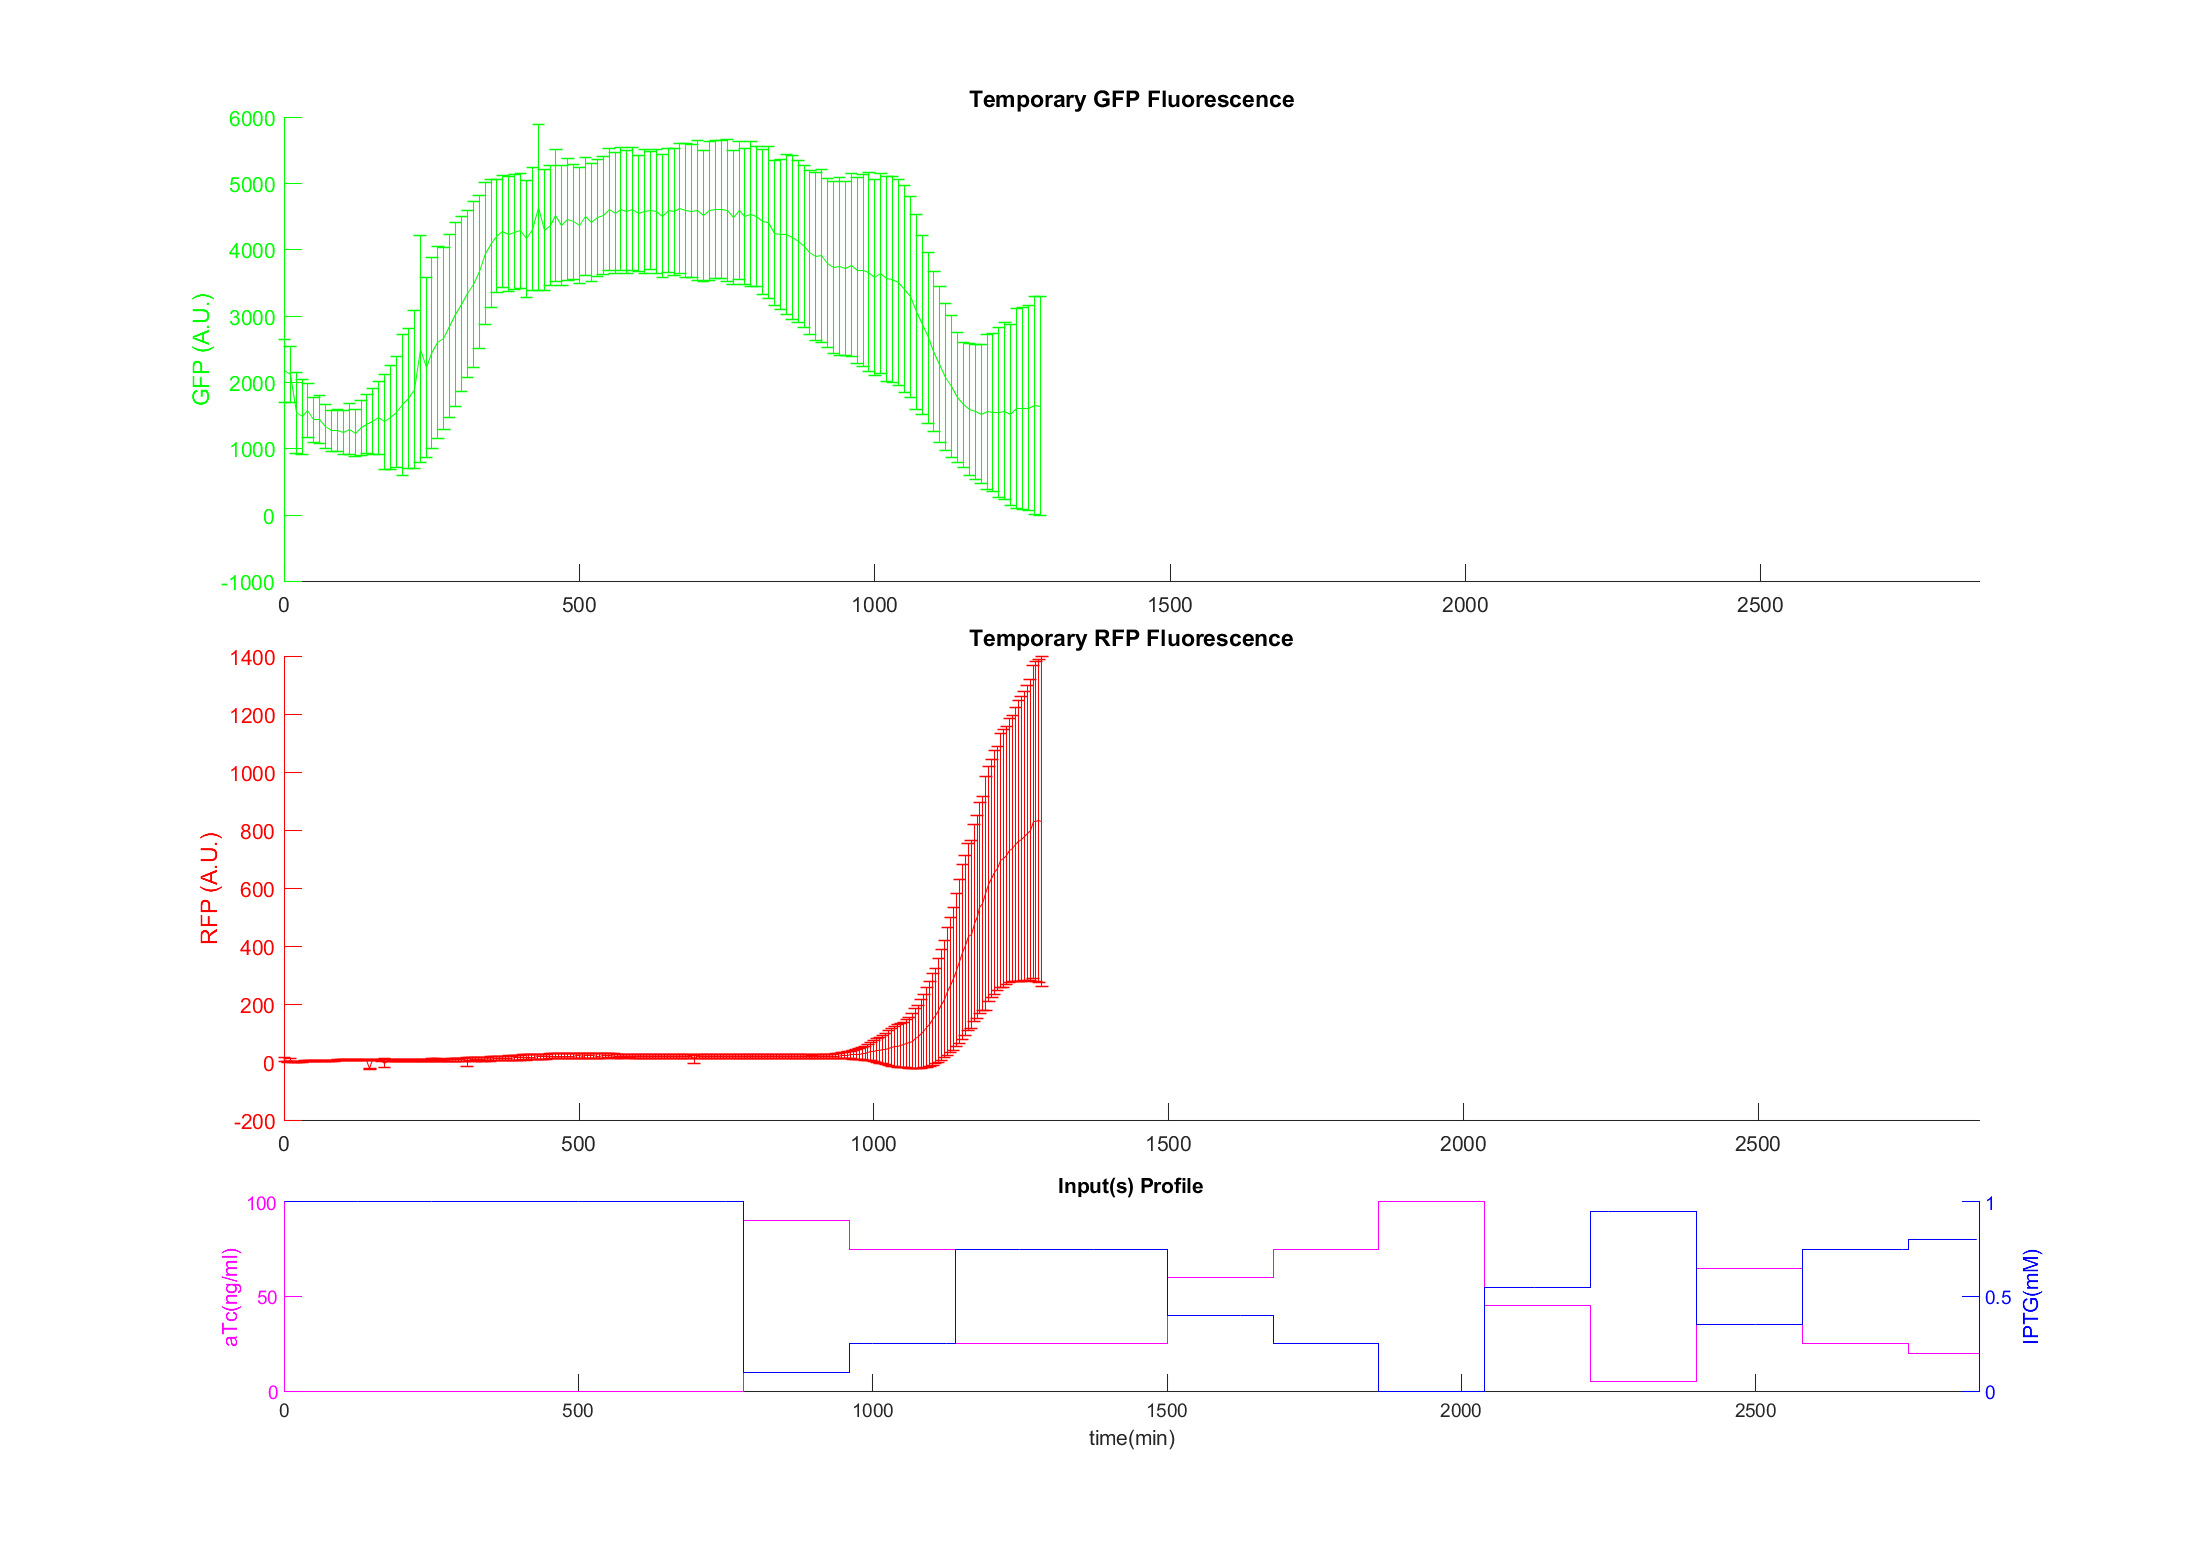 Temporary GFP Fluorescence
6000
5000
4000
3000
2000
1000
0
-1000
GFP (A.U.)
0 500 1000 1500 2000 2500
Temporary RFP Fluorescence
1400
1200
1000
800
600
400
200
0
-200
RFP (A.U.)
0 500 1000 1500 2000 2500
Input(s) Profile
100
50
0
aTc(ng/ml)
1
0.5
0
IPTG(mM)
0 500 1000 1500 2000 2500
time(min)